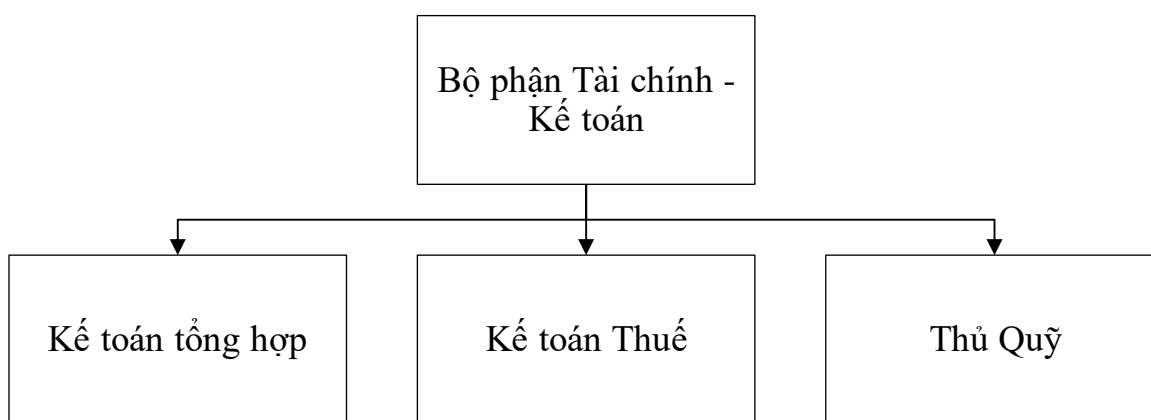 Bộ phận Tài chính -
Kế toán
Kế toán tổng hợp
Kế toán Thuế
Thủ Quỹ